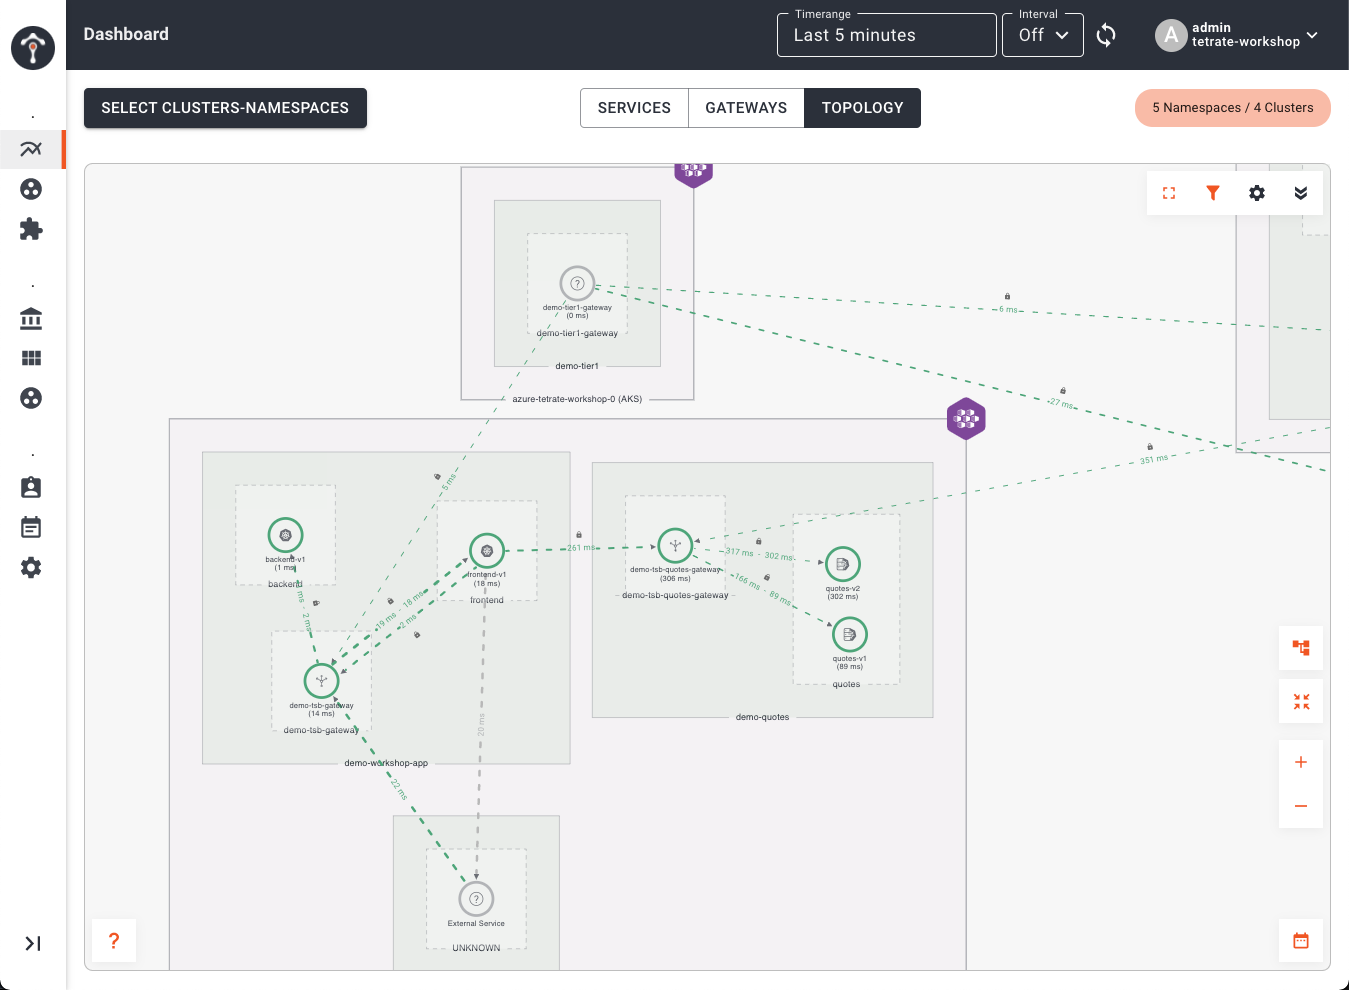 Dashboard
Timerange
Last 5 minutes
Interval
Off
A
admin
tetrate-workshop
SELECT CLUSTERS-NAMESPACES
SERVICES
GATEWAYS
TOPOLOGY
5 Namespaces / 4 Clusters
?
demo-tier1-gateway
(0 ms)
demo-tier1-gateway
demo-tier1
azure-tetrate-workshop-0 (AKS)
6 ms
27 ms
351 ms
5 ms
backend-v1
(1 ms)
backend
ms - 2 ms
frontend-v1
(18 ms)
frontend
19 ms - 18 ms
2 ms
261 ms
demo-tsb-quotes-gateway
(306 ms)
demo-tsb-quotes-gateway
317 ms - 302 ms
166 ms - 89 ms
quotes-v2
(302 ms)
quotes-v1
(89 ms)
quotes
demo-quotes
demo-tsb-gateway
(14 ms)
demo-tsb-gateway
demo-workshop-app
20 ms
22 ms
?
External Service
UNKNOWN
?